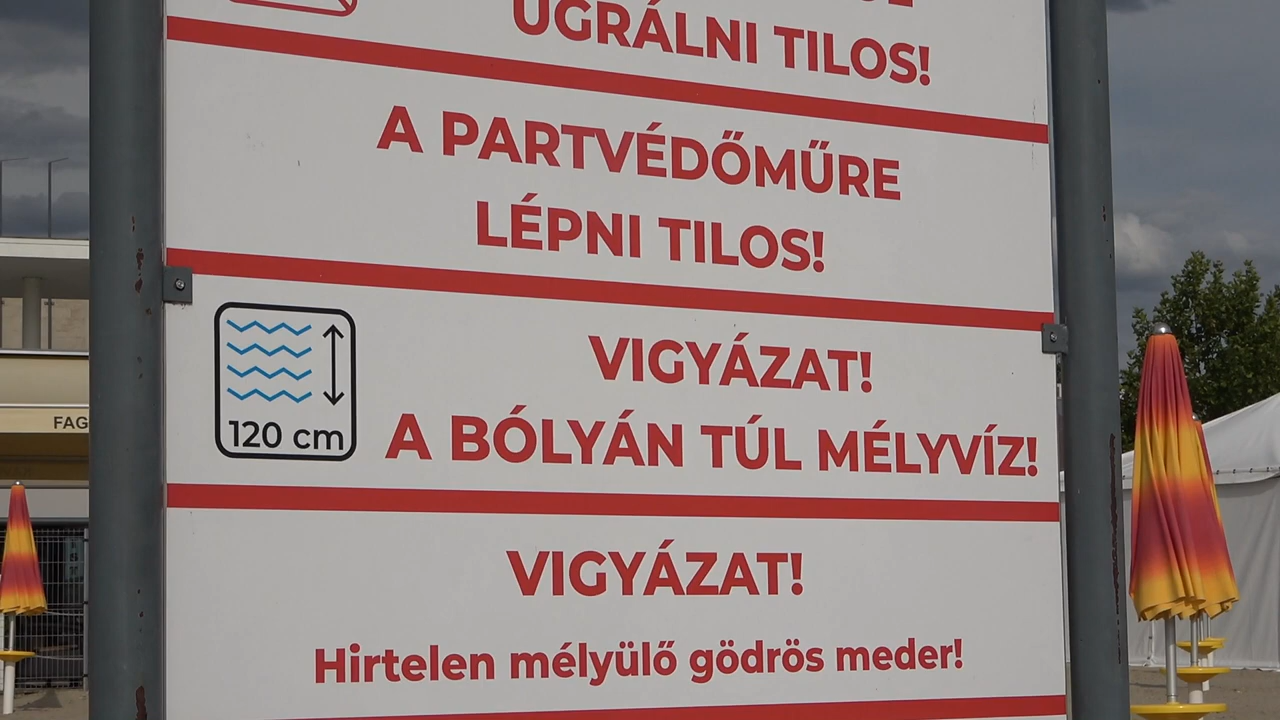 UGRÁLNI TILOS!
A PARTVÉDŐMŰRE
LÉPNI TILOS!
VIGYÁZAT!
A BÓLYÁN TÚL MÉLYVÍZ!
120 cm
VIGYÁZAT!
Hirtelen mélyülő gödrös meder!
FAG